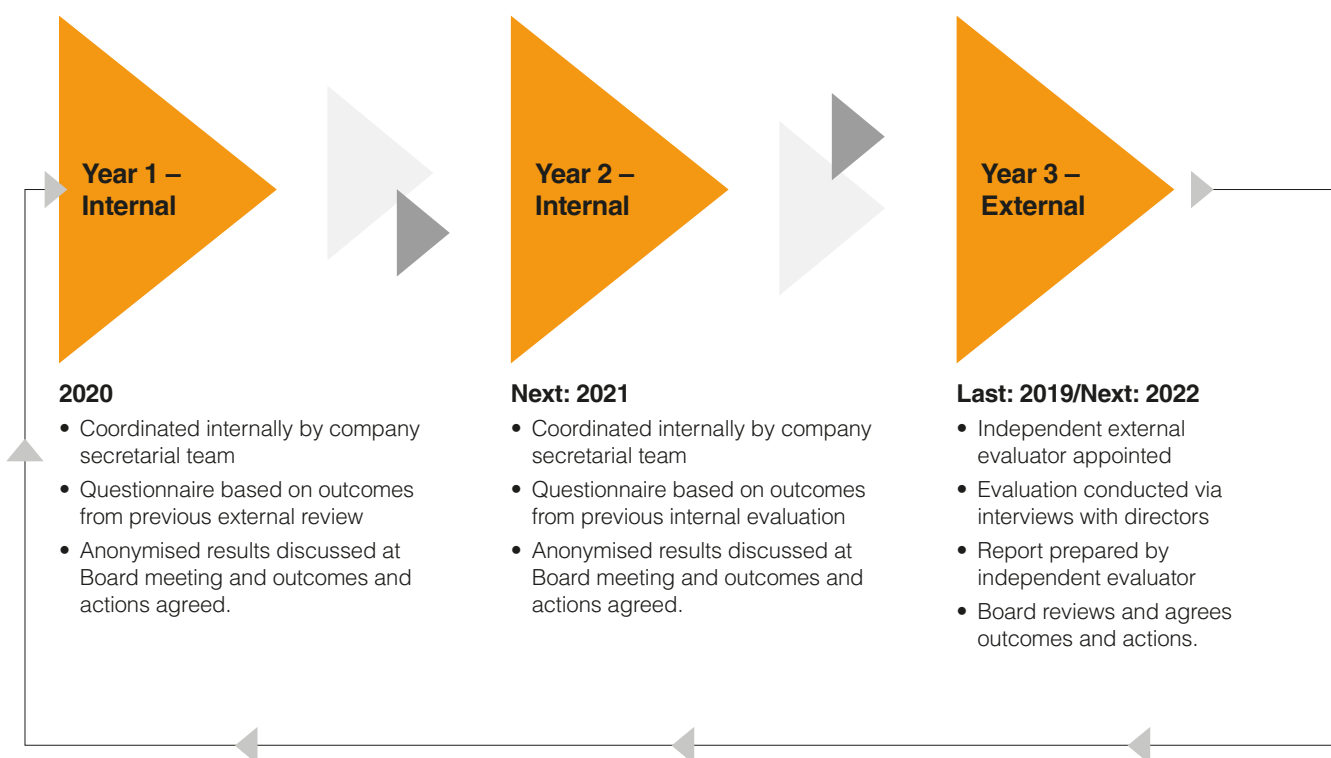 Year 1 –
Internal
2020
• Coordinated internally by company
secretarial team
• Questionnaire based on outcomes
from previous external review
• Anonymised results discussed at
Board meeting and outcomes and
actions agreed.
Year 2 –
Internal
Next: 2021
• Coordinated internally by company
secretarial team
• Questionnaire based on outcomes
from previous internal evaluation
• Anonymised results discussed at
Board meeting and outcomes and
actions agreed.
Year 3 –
External
Last: 2019/Next: 2022
• Independent external
evaluator appointed
• Evaluation conducted via
interviews with directors
• Report prepared by
independent evaluator
• Board reviews and agrees
outcomes and actions.